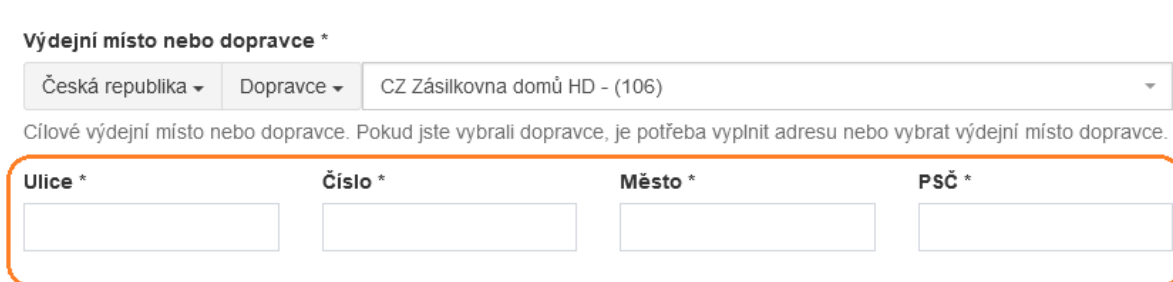 Výdejní místo nebo dopravce *
Česká republika Dopravce CZ Zásilkovna domů HD - (106)
Cílové výdejní místo nebo dopravce. Pokud jste vybrali dopravce, je potřeba vyplnit adresu nebo vybrat výdejní místo dopravce.
Ulice * Číslo * Město * PSČ *